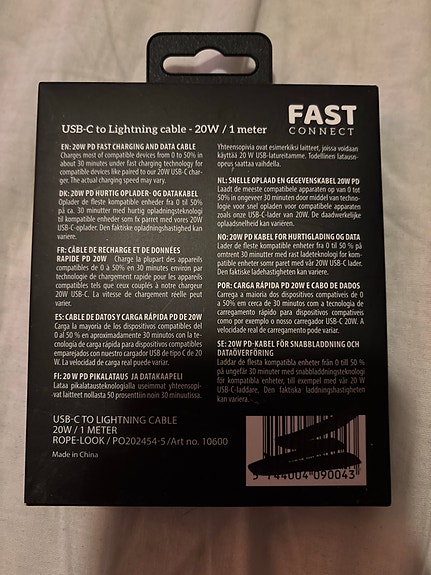 USB-C to Lightning cable - 20W / 1 meter
FAST
CONNECT
EN: 20W PD FAST CHARGING AND DATA CABLE
Charges most of compatible devices from 0 to 50% in
about 30 minutes under fast charging technology for
compatible devices like paired to our 20W USB-C char-
ger. The actual charging speed may vary.
DK: 20W PD HURTIG OPLADER- OG DATAKABEL
Oplader de fleste kompatible enheder fra 0 til 50%
på ca. 30 minutter med hurtig opladningsteknologi
til kompatible enheder som fx parret med vores 20W
USB-C-oplader. Den faktiske opladningshastighed kan
variere.
FR: CÂBLE DE RECHARGE ET DE DONNÉES
RAPIDE PD 20W Charge la plupart des appareils
compatibles de 0 à 50% en 30 minutes environ par
technologie de chargement rapide pour les appareils
compatibles tels que ceux couplés à notre chargeur
20W USB-C. La vitesse de chargement réelle peut
varier.
ES: CABLE DE DATOS Y CARGA RÁPIDA PD DE 20W
Carga la mayoría de los dispositivos compatibles del
0 al 50 % en aproximadamente 30 minutos con la tec-
nología de carga rápida para dispositivos compatibles
emparejados con nuestro cargador USB de tipo C de 20
W. La velocidad de carga real puede variar.
FI: 20 W PD PIKALATAUS JA DATAKAAPELI
Lataa pikalatausteknologialla useimmat yhteensopi-
vat laitteet nollasta 50 prosenttiin noin 30 minuutissa.
Yhteensopivia ovat esimerkiksi laitteet, joissa voidaan
käyttää 20 W USB-latureitamme. Todellinen latausn-
opeus saattaa vaihdella.
NL: SNELLE OPLAAD EN GEGEVENSKABEL 20W PD
Laadt de meeste compatibele apparaten op van 0 tot
50% in ongeveer 30 minuten door middel van techno-
logie voor snel opladen voor compatibele apparaten
zoals onze USB-C-lader van 20W. De daadwerkelijke
oplaadsnelheid kan variëren.
NO: 20W PD KABEL FOR HURTIGLADING OG DATA
Lader de fleste kompatible enheter fra 0 til 50 % på
omtrent 30 minutter med rask ladeteknologi for kom-
patible enheter somr paret med vår 20W USB-C lader.
Den faktiske ladehastigheten kan variere.
POR: CARGA RÁPIDA PD 20W E CABO DE DADOS
Carrega a maioria dos dispositivos compatíveis de 0
a 50% em cerca de 30 minutos com a tecnologia de
carregamento rápido para dispositivos compatíveis
como por exemplo o nosso carregador USB-C 20W. A
velocidade real de carregamento pode variar.
SE: 20 W PD-KABEL FÖR SNABBLADDNING OCH
DATAÖVERFÖRING
Laddar de flesta kompatibla enheter från 0 till 50 %
på ungefär 30 minuter med snabbladdningsteknologi
för kompatibla enheter, till exempel med vår 20 W
USB-C-laddare. Den faktiska laddningshastigheten
kan variera.
USB-C TO LIGHTNING CABLE
20W / 1 METER
ROPE-LOOK / PO202454-5 /Art no. 10600
Made in China
5 744004 090043